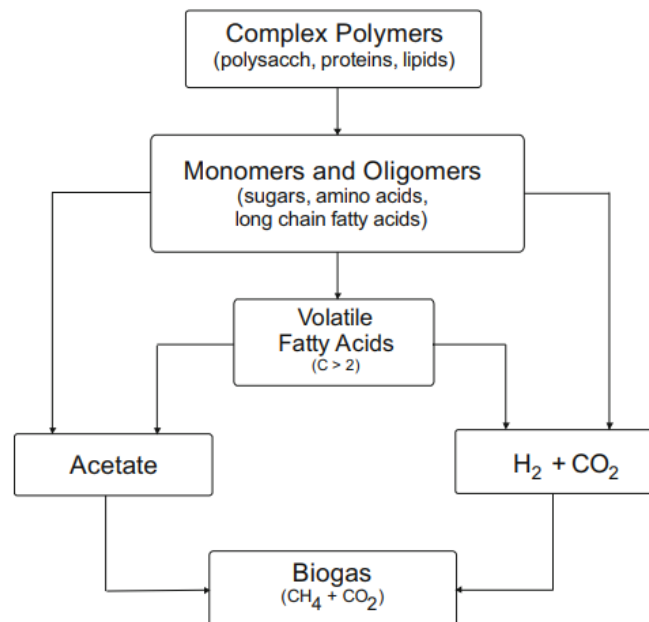 Complex Polymers
(polysacch, proteins, lipids)
Monomers and Oligomers
(sugars, amino acids,
long chain fatty acids)
Volatile
Fatty Acids
(C > 2)
Acetate
H₂ + CO₂
Biogas
(CH₄ + CO₂)